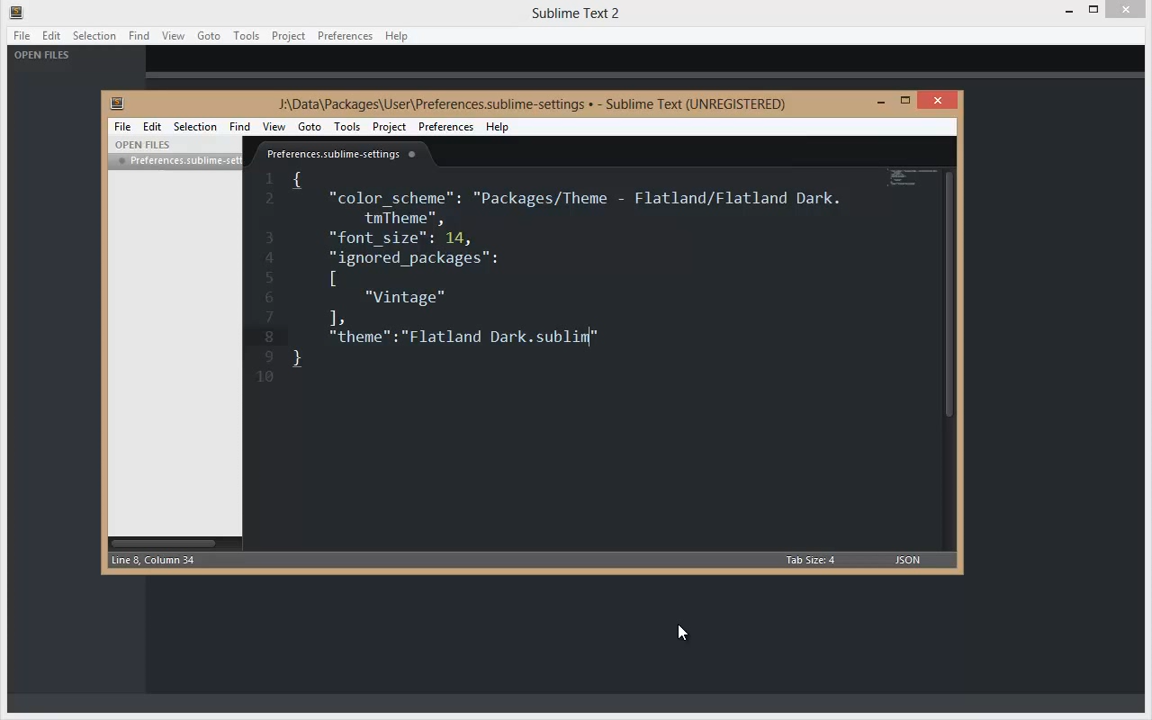 Sublime Text 2
File Edit Selection Find View Goto Tools Project Preferences Help
OPEN FILES
J:\Data\Packages\User\Preferences.sublime-settings • - Sublime Text (UNREGISTERED)
File Edit Selection Find View Goto Tools Project Preferences Help
OPEN FILES
Preferences.sublime-sett
Preferences.sublime-settings
1 {
2 "color_scheme": "Packages/Theme - Flatland/Flatland Dark.
tmTheme",
3 "font_size": 14,
4 "ignored_packages":
5 [
6 "Vintage"
7 ],
8 "theme":"Flatland Dark.sublim"
9 }
10
Line 8, Column 34 Tab Size: 4 JSON